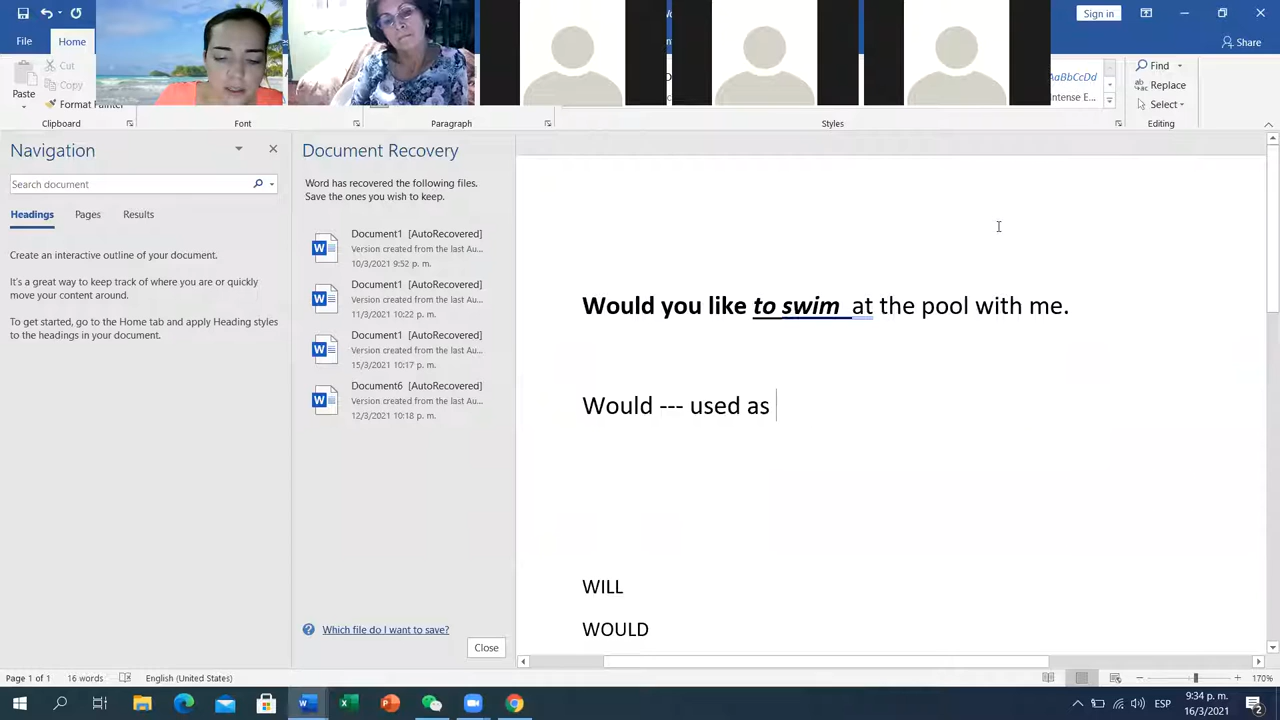 Wo
Sign in
File
Home
Share
Cut
Copy
Paste
Format Painter
AaBbCcDd
Intense E...
Find
Replace
Select
Clipboard
Font
Paragraph
Styles
Editing
Navigation
Search document
Headings
Pages
Results
Create an interactive outline of your document.
It's a great way to keep track of where you are or quickly
move your content around.
To get started, go to the Home tab and apply Heading styles
to the headings in your document.
Document Recovery
Word has recovered the following files.
Save the ones you wish to keep.
Document1 [AutoRecovered]
Version created from the last Au...
10/3/2021 9:52 p. m.
Document1 [AutoRecovered]
Version created from the last Au...
11/3/2021 10:22 p. m.
Document1 [AutoRecovered]
Version created from the last Au...
15/3/2021 10:17 p. m.
Document6 [AutoRecovered]
Version created from the last Au...
12/3/2021 10:18 p. m.
Which file do I want to save?
Close
Would you like to swim at the pool with me.
Would --- used as
WILL
WOULD
Page 1 of 1
16 words
English (United States)
170%
ESP
9:34 p. m.
16/3/2021
2